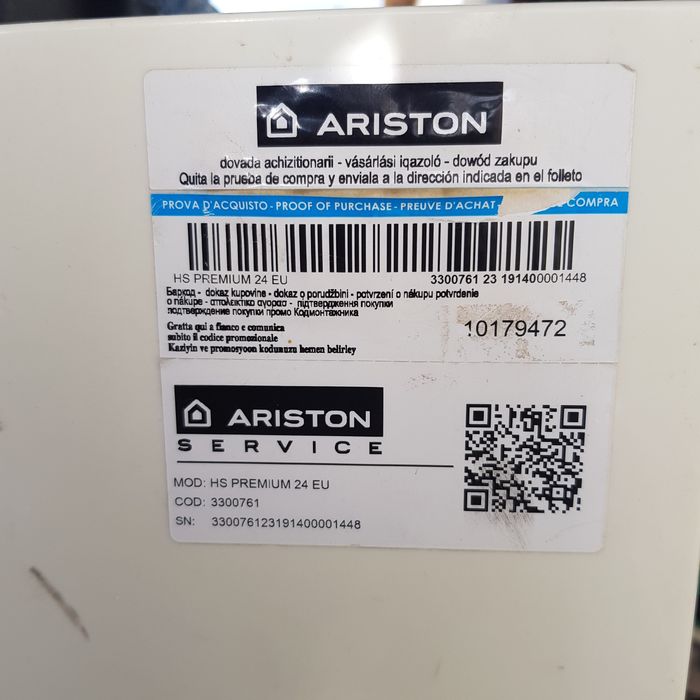 ARISTON
dovada achizitionarii - vásárlási igazoló - dowód zakupu
Quita la prueba de compra y enviala a la dirección indicada en el folleto
PROVA D'ACQUISTO - PROOF OF PURCHASE - PREUVE D'ACHAT - COMPRA
HS PREMIUM 24 EU 3300761 23 191400001448
Баркод - dokaz kupovine - dokaz o porudžbini - potvrzení o nákupu potvrdenie
o nákupe - αποδεικτικο αγορασ - підтвердження покупки
подтверждение покупки промо Кодмонтажника
Gratta qui a fianco e comunica
subito il codice promozionale
Kaziyin ve promosyon kodunuzu hemen belirley
10179472
ARISTON
SERVICE
MOD: HS PREMIUM 24 EU
COD: 3300761
SN: 330076123191400001448